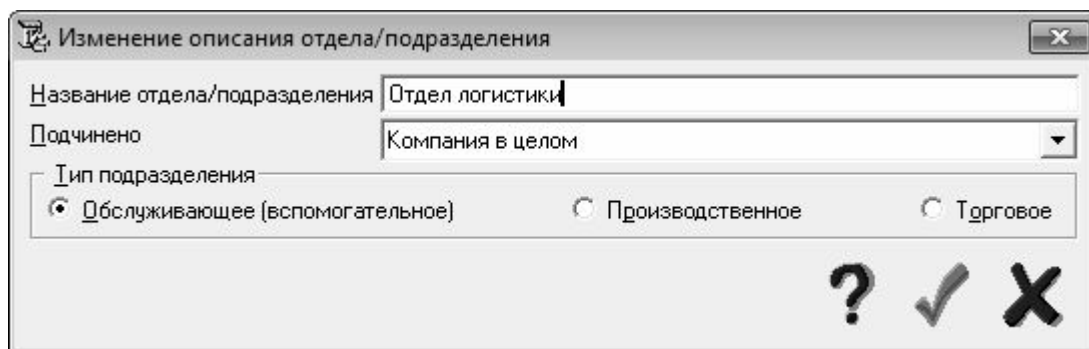 Изменение описания отдела/подразделения
Название отдела/подразделения Отдел логистики
Подчинено Компания в целом
Тип подразделения
Обслуживающее (вспомогательное) Производственное Торговое